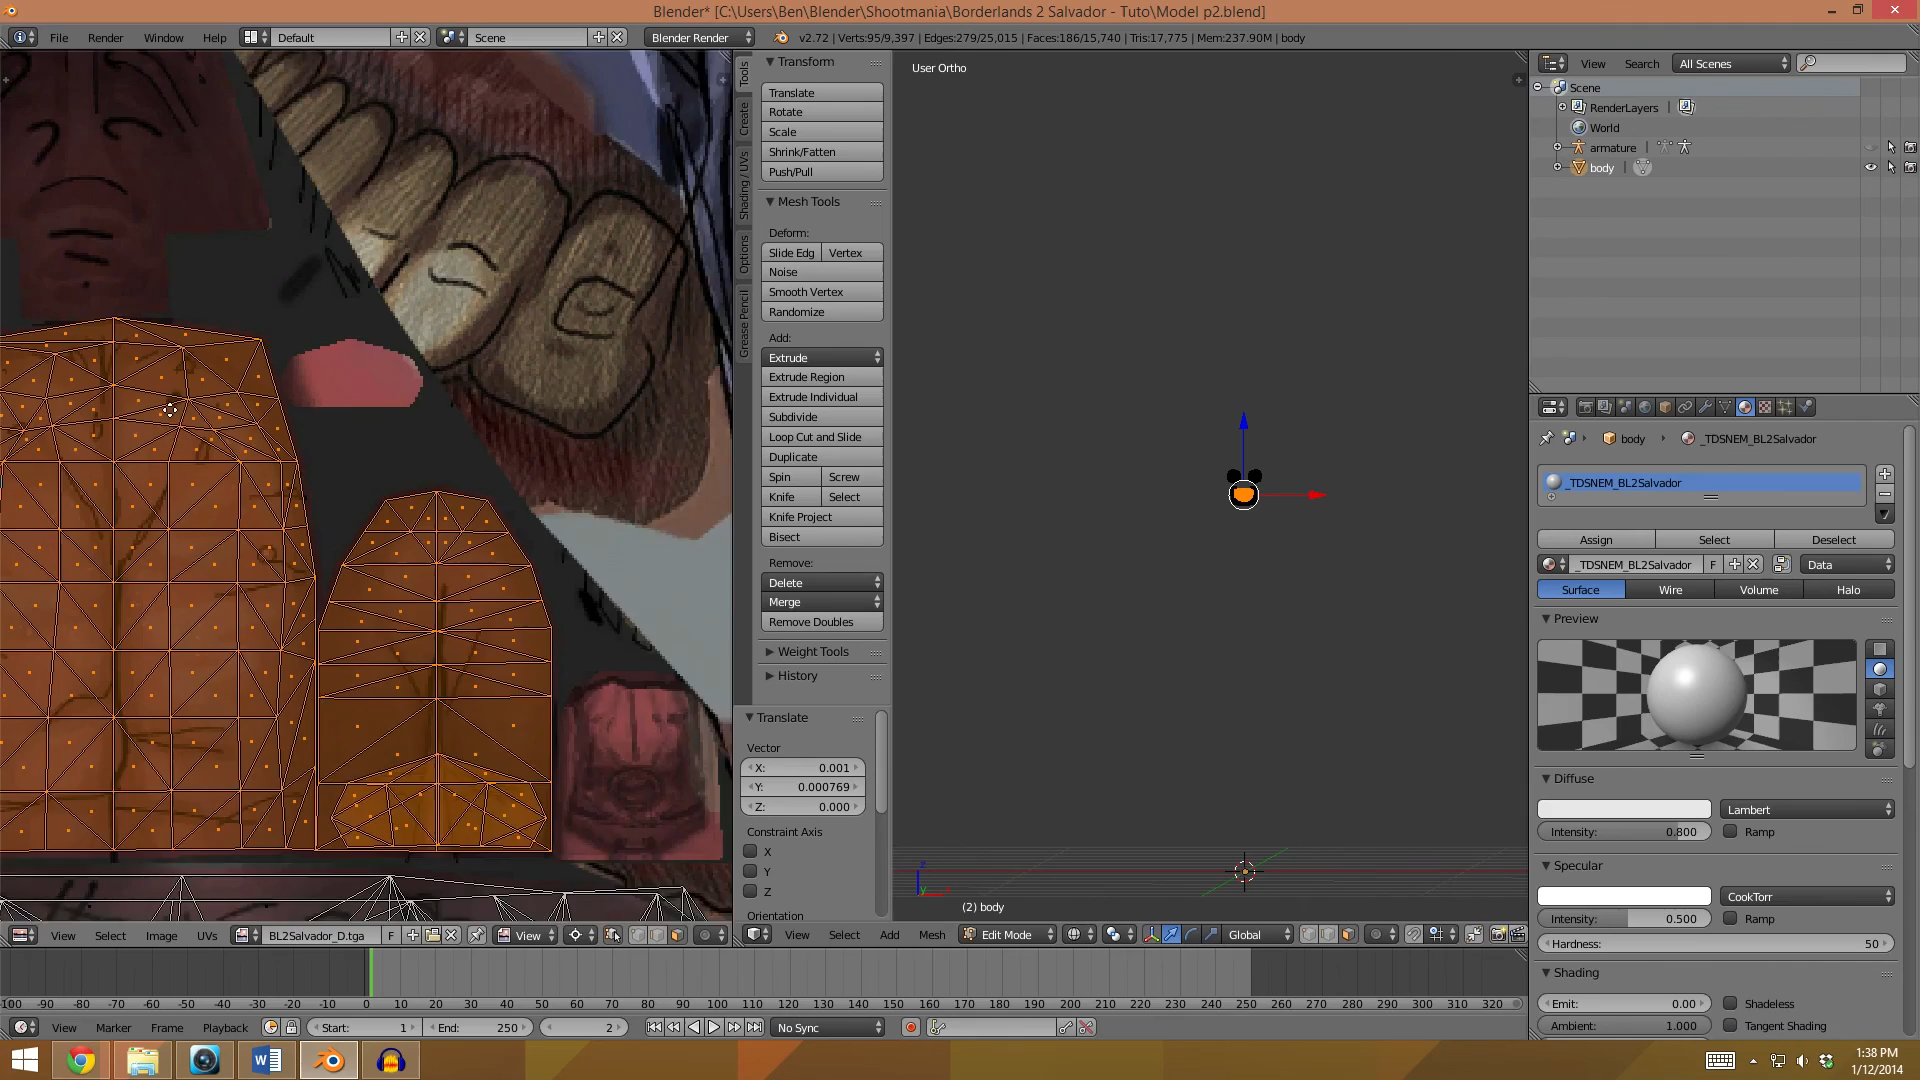 Blender* [C:\Users\Ben\Blender\Shootmania\Borderlands 2 Salvador - Tuto\Model p2.blend]
File Render Window Help Default Scene Blender Render v2.72 | Verts:95/9,397 | Edges:279/25,015 | Faces:186/15,740 | Tris:17,775 | Mem:237.90M | body
Tools
Create
Shading / UVs
Options
Grease Pencil
Transform
Translate
Rotate
Scale
Shrink/Fatten
Push/Pull
Mesh Tools
Deform:
Slide Edg Vertex
Noise
Smooth Vertex
Randomize
Add:
Extrude
Extrude Region
Extrude Individual
Subdivide
Loop Cut and Slide
Duplicate
Spin Screw
Knife Select
Knife Project
Bisect
Remove:
Delete
Merge
Remove Doubles
Weight Tools
History
Translate
Vector
X: 0.001
Y: 0.000769
Z: 0.000
Constraint Axis
X
Y
Z
Orientation
User Ortho
z
y
(2) body
View Search All Scenes
Scene
RenderLayers |
World
armature |
body |
body _TDSNEM_BL2Salvador
_TDSNEM_BL2Salvador
Assign Select Deselect
_TDSNEM_BL2Salvador F Data
Surface Wire Volume Halo
Preview
Diffuse
Lambert
Intensity: 0.800 Ramp
Specular
CookTorr
Intensity: 0.500 Ramp
Hardness: 50
Shading
Emit: 0.00 Shadeless
Ambient: 1.000 Tangent Shading
View Select Image UVs BL2Salvador_D.tga F View
View Select Add Mesh Edit Mode Global
-100 -90 -80 -70 -60 -50 -40 -30 -20 -10 0 10 20 30 40 50 60 70 80 90 100 110 120 130 140 150 160 170 180 190 200 210 220 230 240 250 260 270 280 290 300 310 320
View Marker Frame Playback Start: 1 End: 250 2 No Sync
1:38 PM
1/12/2014